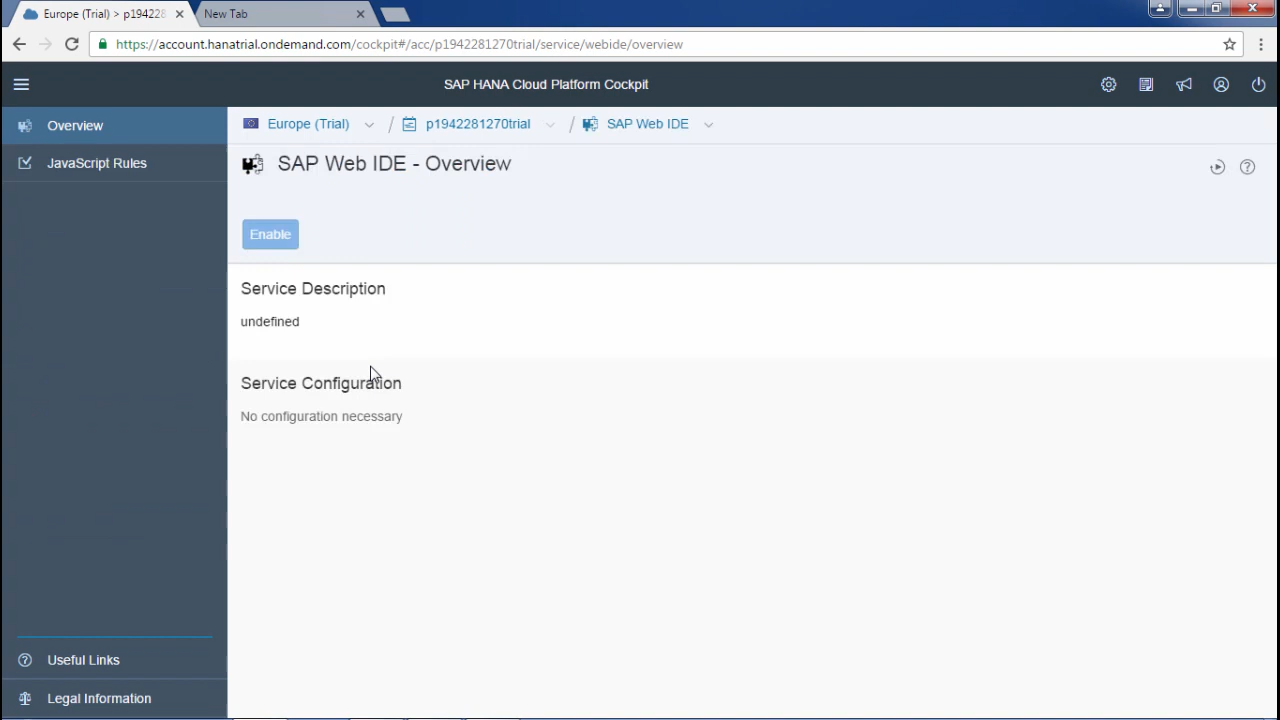 Europe (Trial) > p194228
New Tab
https://account.hanatrial.ondemand.com/cockpit#/acc/p1942281270trial/service/webide/overview
SAP HANA Cloud Platform Cockpit
Overview
JavaScript Rules
Europe (Trial) / p1942281270trial / SAP Web IDE
SAP Web IDE - Overview
Enable
Service Description
undefined
Service Configuration
No configuration necessary
Useful Links
Legal Information